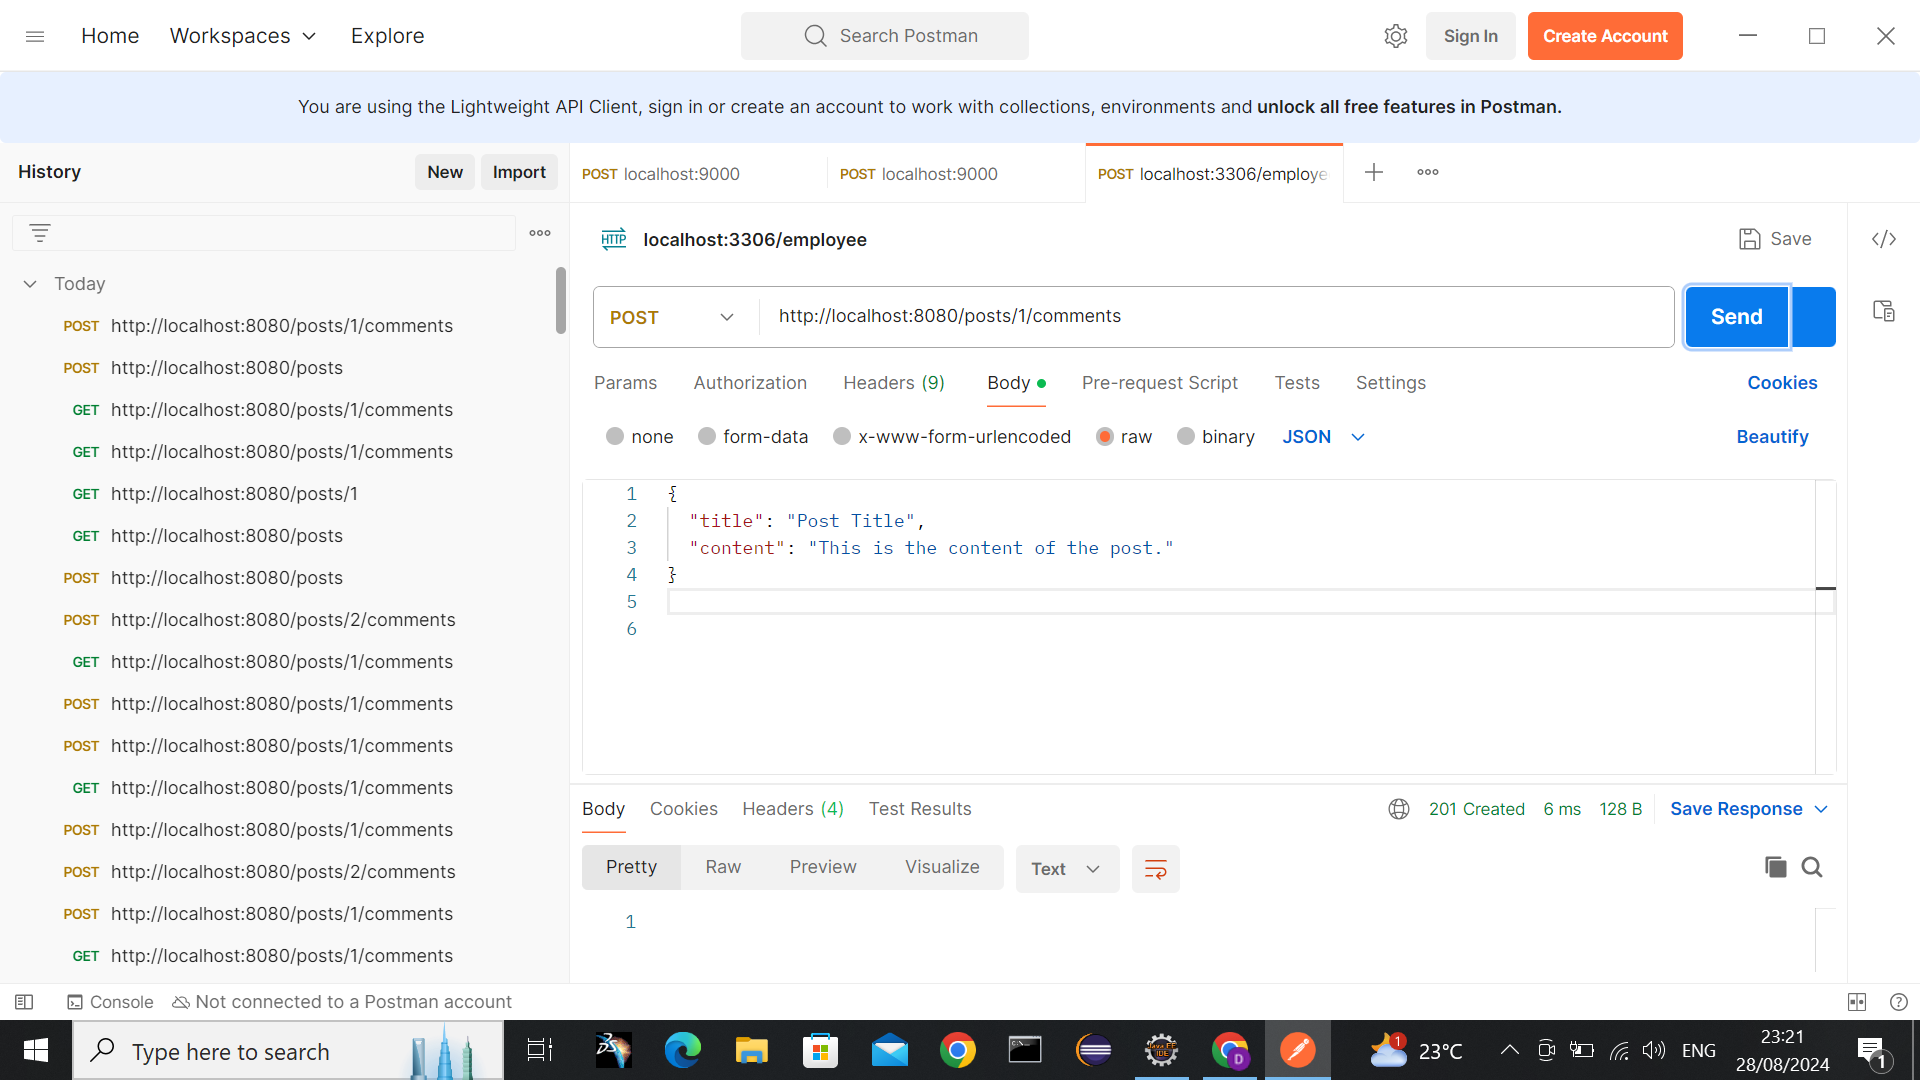 Home
Workspaces
Explore
Search Postman
Sign In
Create Account
You are using the Lightweight API Client, sign in or create an account to work with collections, environments and unlock all free features in Postman.
History
New
Import
POST localhost:9000
POST localhost:9000
POST localhost:3306/employe
HTTP localhost:3306/employee
Save
Today
POST http://localhost:8080/posts/1/comments
POST http://localhost:8080/posts
GET http://localhost:8080/posts/1/comments
GET http://localhost:8080/posts/1/comments
GET http://localhost:8080/posts/1
GET http://localhost:8080/posts
POST http://localhost:8080/posts
POST http://localhost:8080/posts/2/comments
GET http://localhost:8080/posts/1/comments
POST http://localhost:8080/posts/1/comments
POST http://localhost:8080/posts/1/comments
GET http://localhost:8080/posts/1/comments
POST http://localhost:8080/posts/1/comments
POST http://localhost:8080/posts/2/comments
POST http://localhost:8080/posts/1/comments
GET http://localhost:8080/posts/1/comments
POST
http://localhost:8080/posts/1/comments
Send
Params
Authorization
Headers (9)
Body
Pre-request Script
Tests
Settings
Cookies
none
form-data
x-www-form-urlencoded
raw
binary
JSON
Beautify
1 {
2 "title": "Post Title",
3 "content": "This is the content of the post."
4 }
5
6
Body
Cookies
Headers (4)
Test Results
201 Created
6 ms
128 B
Save Response
Pretty
Raw
Preview
Visualize
Text
1
Console
Not connected to a Postman account
Type here to search
DS
Java EE
IDE
D
1
23°C
ENG
23:21
28/08/2024
1